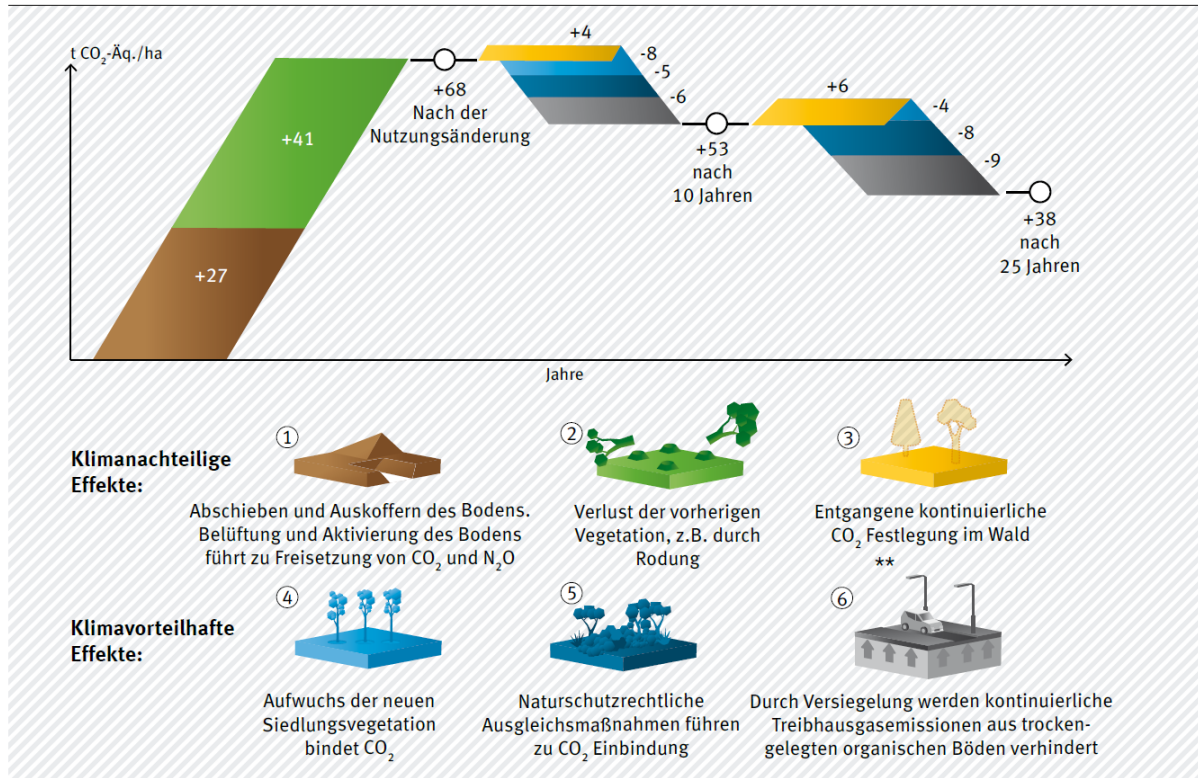 t CO₂-Äq./ha
+41
+27
+68
Nach der
Nutzungsänderung
+4
-8
-5
-6
+53
nach
10 Jahren
+6
-4
-8
-9
+38
nach
25 Jahren
Jahre
Klimanachteilige
Effekte:
1
Abschieben und Auskoffern des Bodens.
Belüftung und Aktivierung des Bodens
führt zu Freisetzung von CO₂ und N₂O
2
Verlust der vorherigen
Vegetation, z.B. durch
Rodung
3
Entgangene kontinuierliche
CO₂ Festlegung im Wald
**
Klimavorteilhafte
Effekte:
4
Aufwuchs der neuen
Siedlungsvegetation
bindet CO₂
5
Naturschutzrechtliche
Ausgleichsmaßnahmen führen
zu CO₂ Einbindung
6
Durch Versiegelung werden kontinuierliche
Treibhausgasemissionen aus trocken-
gelegten organischen Böden verhindert